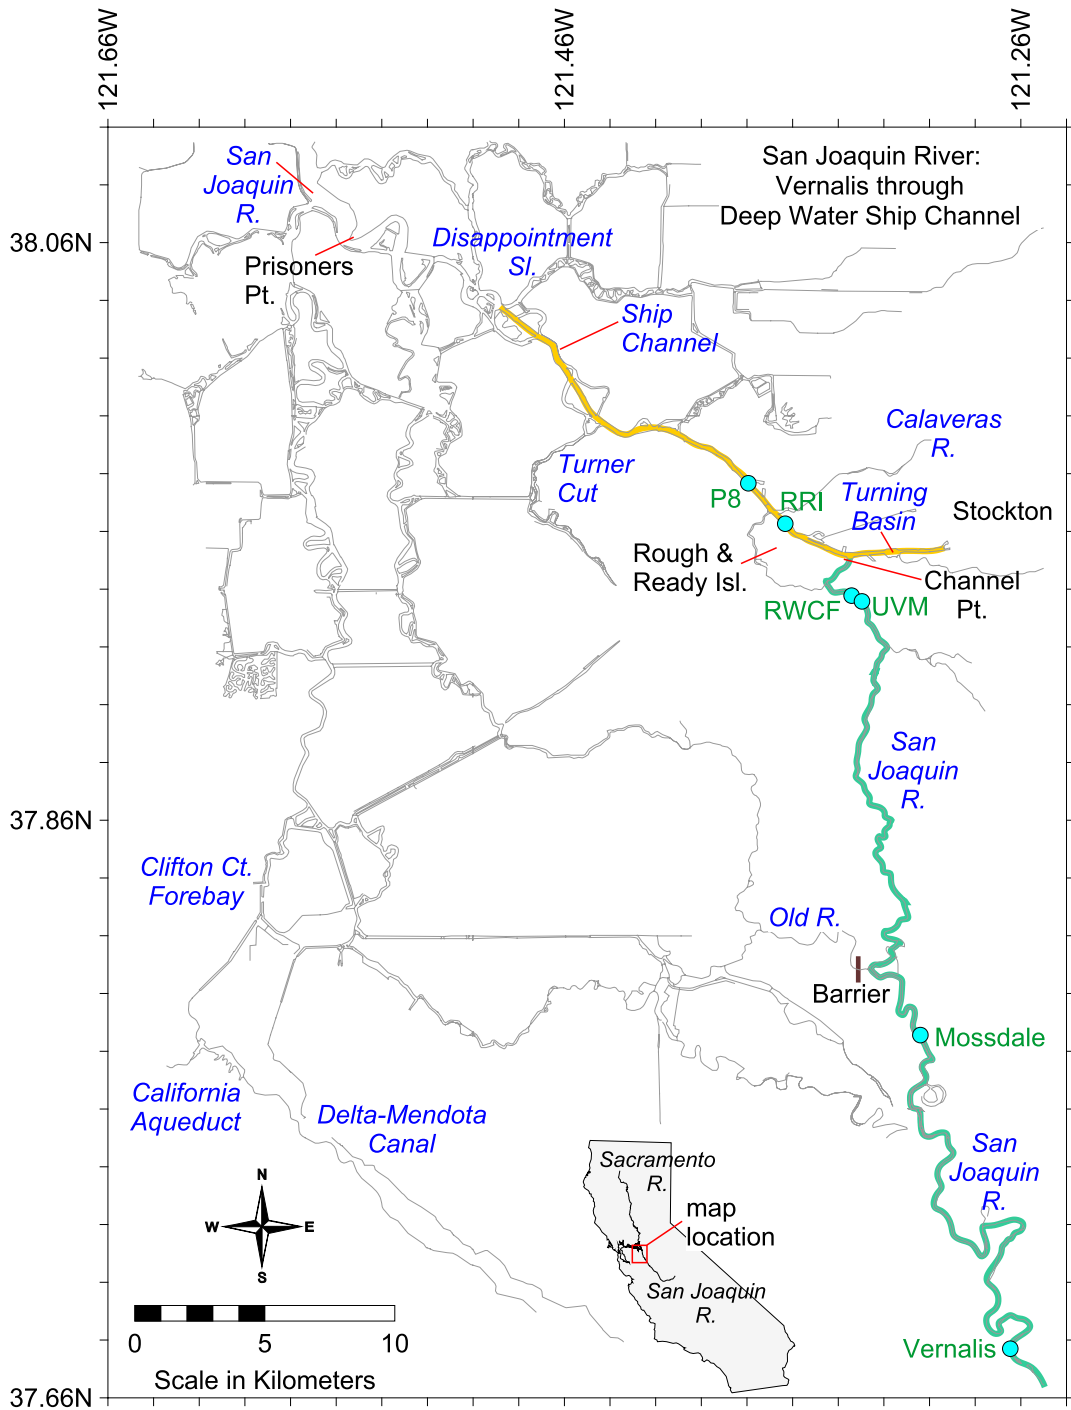 121.66W
121.46W
121.26W
San Joaquin River:
Vernalis through
Deep Water Ship Channel
San
Joaquin
R.
38.06N
Disappointment
Sl.
Prisoners
Pt.
Ship
Channel
Calaveras
R.
Turner
Cut
P8
RRI
Turning
Basin
Stockton
Rough &
Ready Isl.
Channel
Pt.
RWCF
UVM
San
Joaquin
R.
37.86N
Clifton Ct.
Forebay
Old R.
Barrier
Mossdale
California
Aqueduct
Delta-Mendota
Canal
San
Joaquin
R.
Sacramento
R.
map
location
San Joaquin
R.
N
W
E
S
0
5
10
Scale in Kilometers
Vernalis
37.66N